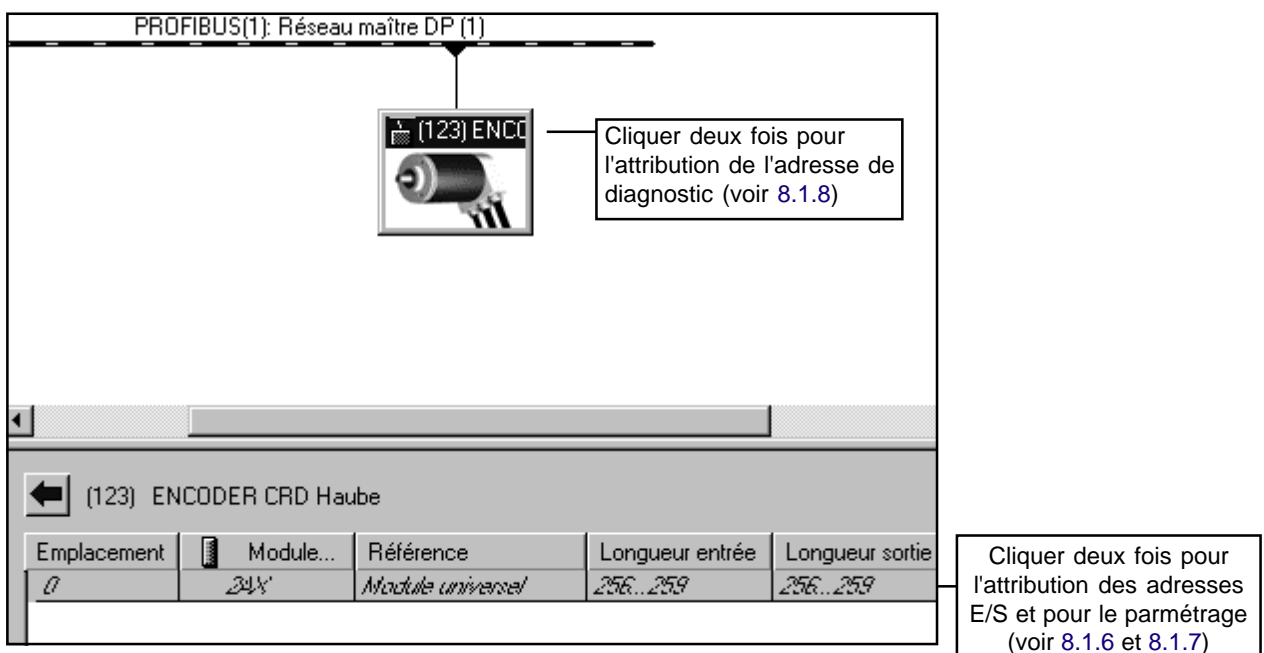 PROFIBUS(1): Réseau maître DP (1)
(123) ENCO
Cliquer deux fois pour
l'attribution de l'adresse de
diagnostic (voir 8.1.8)
(123) ENCODER CRD Haube
Emplacement Module... Référence Longueur entrée Longueur sortie
0 2AX Module universel 256...259 256...259
Cliquer deux fois pour
l'attribution des adresses
E/S et pour le parmétrage
(voir 8.1.6 et 8.1.7)